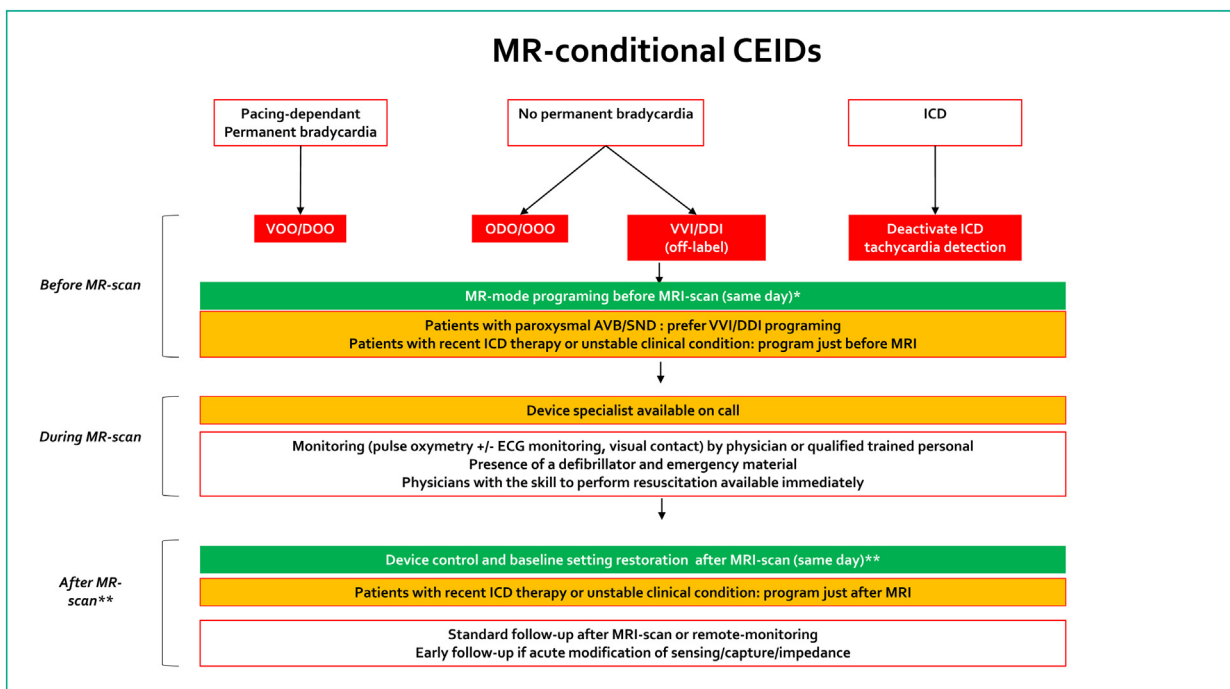 MR-conditional CEIDs
Pacing-dependant
Permanent bradycardia
No permanent bradycardia
ICD
VOO/DOO
ODO/OOO
VVI/DDI
(off-label)
Deactivate ICD
tachycardia detection
Before MR-scan
MR-mode programing before MRI-scan (same day)*
Patients with paroxysmal AVB/SND : prefer VVI/DDI programing
Patients with recent ICD therapy or unstable clinical condition: program just before MRI
During MR-scan
Device specialist available on call
Monitoring (pulse oxymetry +/- ECG monitoring, visual contact) by physician or qualified trained personal
Presence of a defibrillator and emergency material
Physicians with the skill to perform resuscitation available immediately
After MR-
scan**
Device control and baseline setting restoration after MRI-scan (same day)**
Patients with recent ICD therapy or unstable clinical condition: program just after MRI
Standard follow-up after MRI-scan or remote-monitoring
Early follow-up if acute modification of sensing/capture/impedance